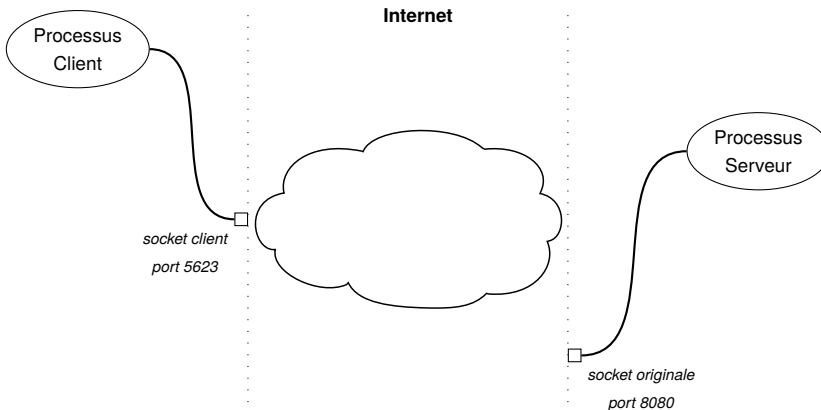 Internet
Processus
Client
Processus
Serveur
socket client
port 5623
socket originale
port 8080